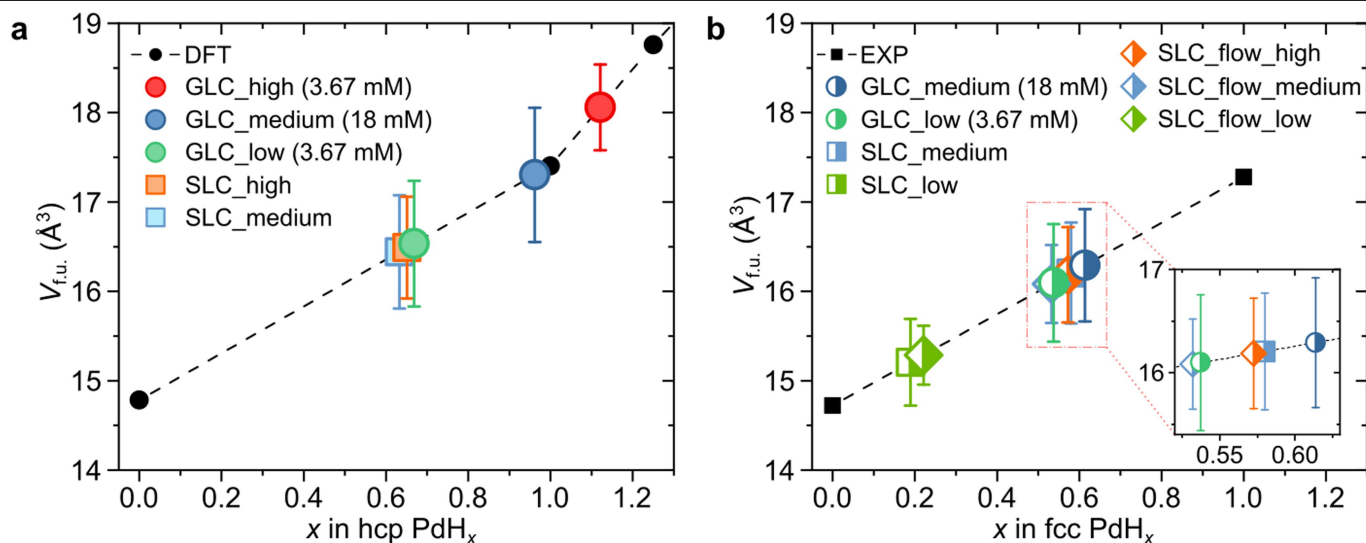 a
19
18
17
16
15
14
V_f.u. (Å³)
DFT
GLC_high (3.67 mM)
GLC_medium (18 mM)
GLC_low (3.67 mM)
SLC_high
SLC_medium
0.0 0.2 0.4 0.6 0.8 1.0 1.2
x in hcp PdHₓ
b
19
18
17
16
15
14
V_f.u. (Å³)
EXP
GLC_medium (18 mM)
GLC_low (3.67 mM)
SLC_medium
SLC_low
SLC_flow_high
SLC_flow_medium
SLC_flow_low
17
16
0.55 0.60
0.0 0.2 0.4 0.6 0.8 1.0 1.2
x in fcc PdHₓ